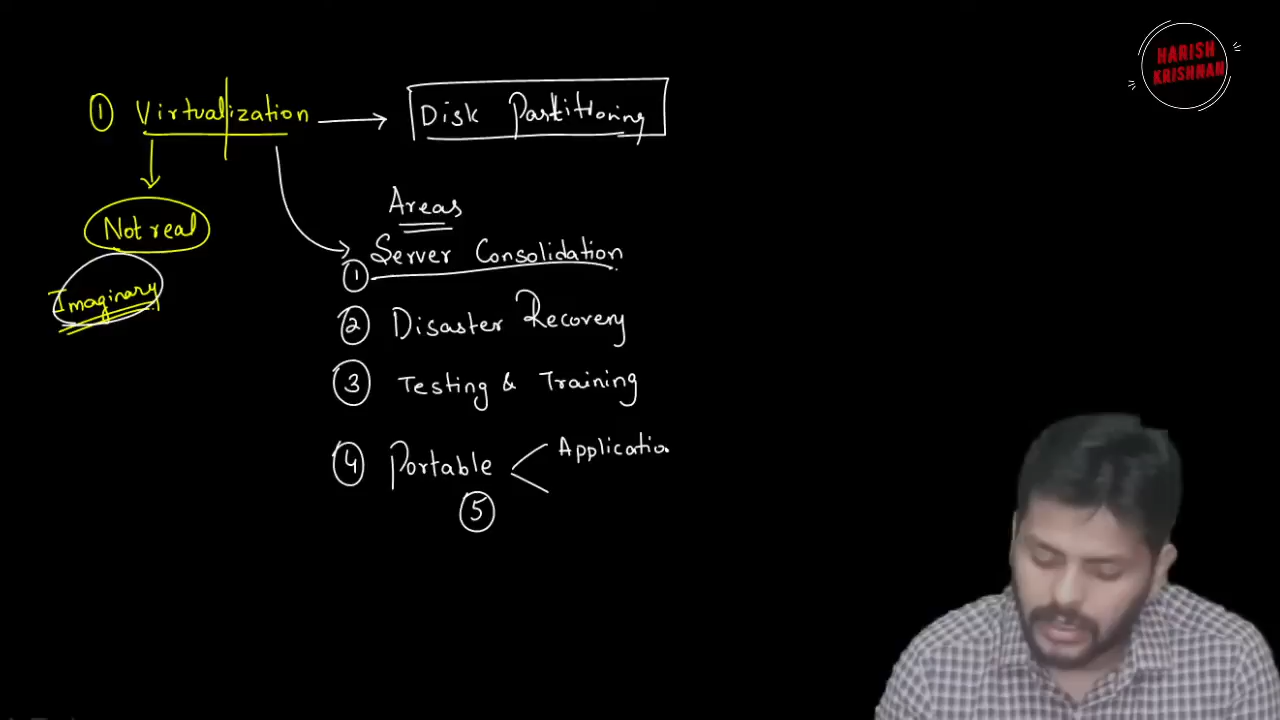 ① Virtualization → Disk Partitioning
Not real
Imaginary
Areas
① Server Consolidation
② Disaster Recovery
③ Testing & Training
④ Portable < Application
⑤
HARISH
KRISHNAN